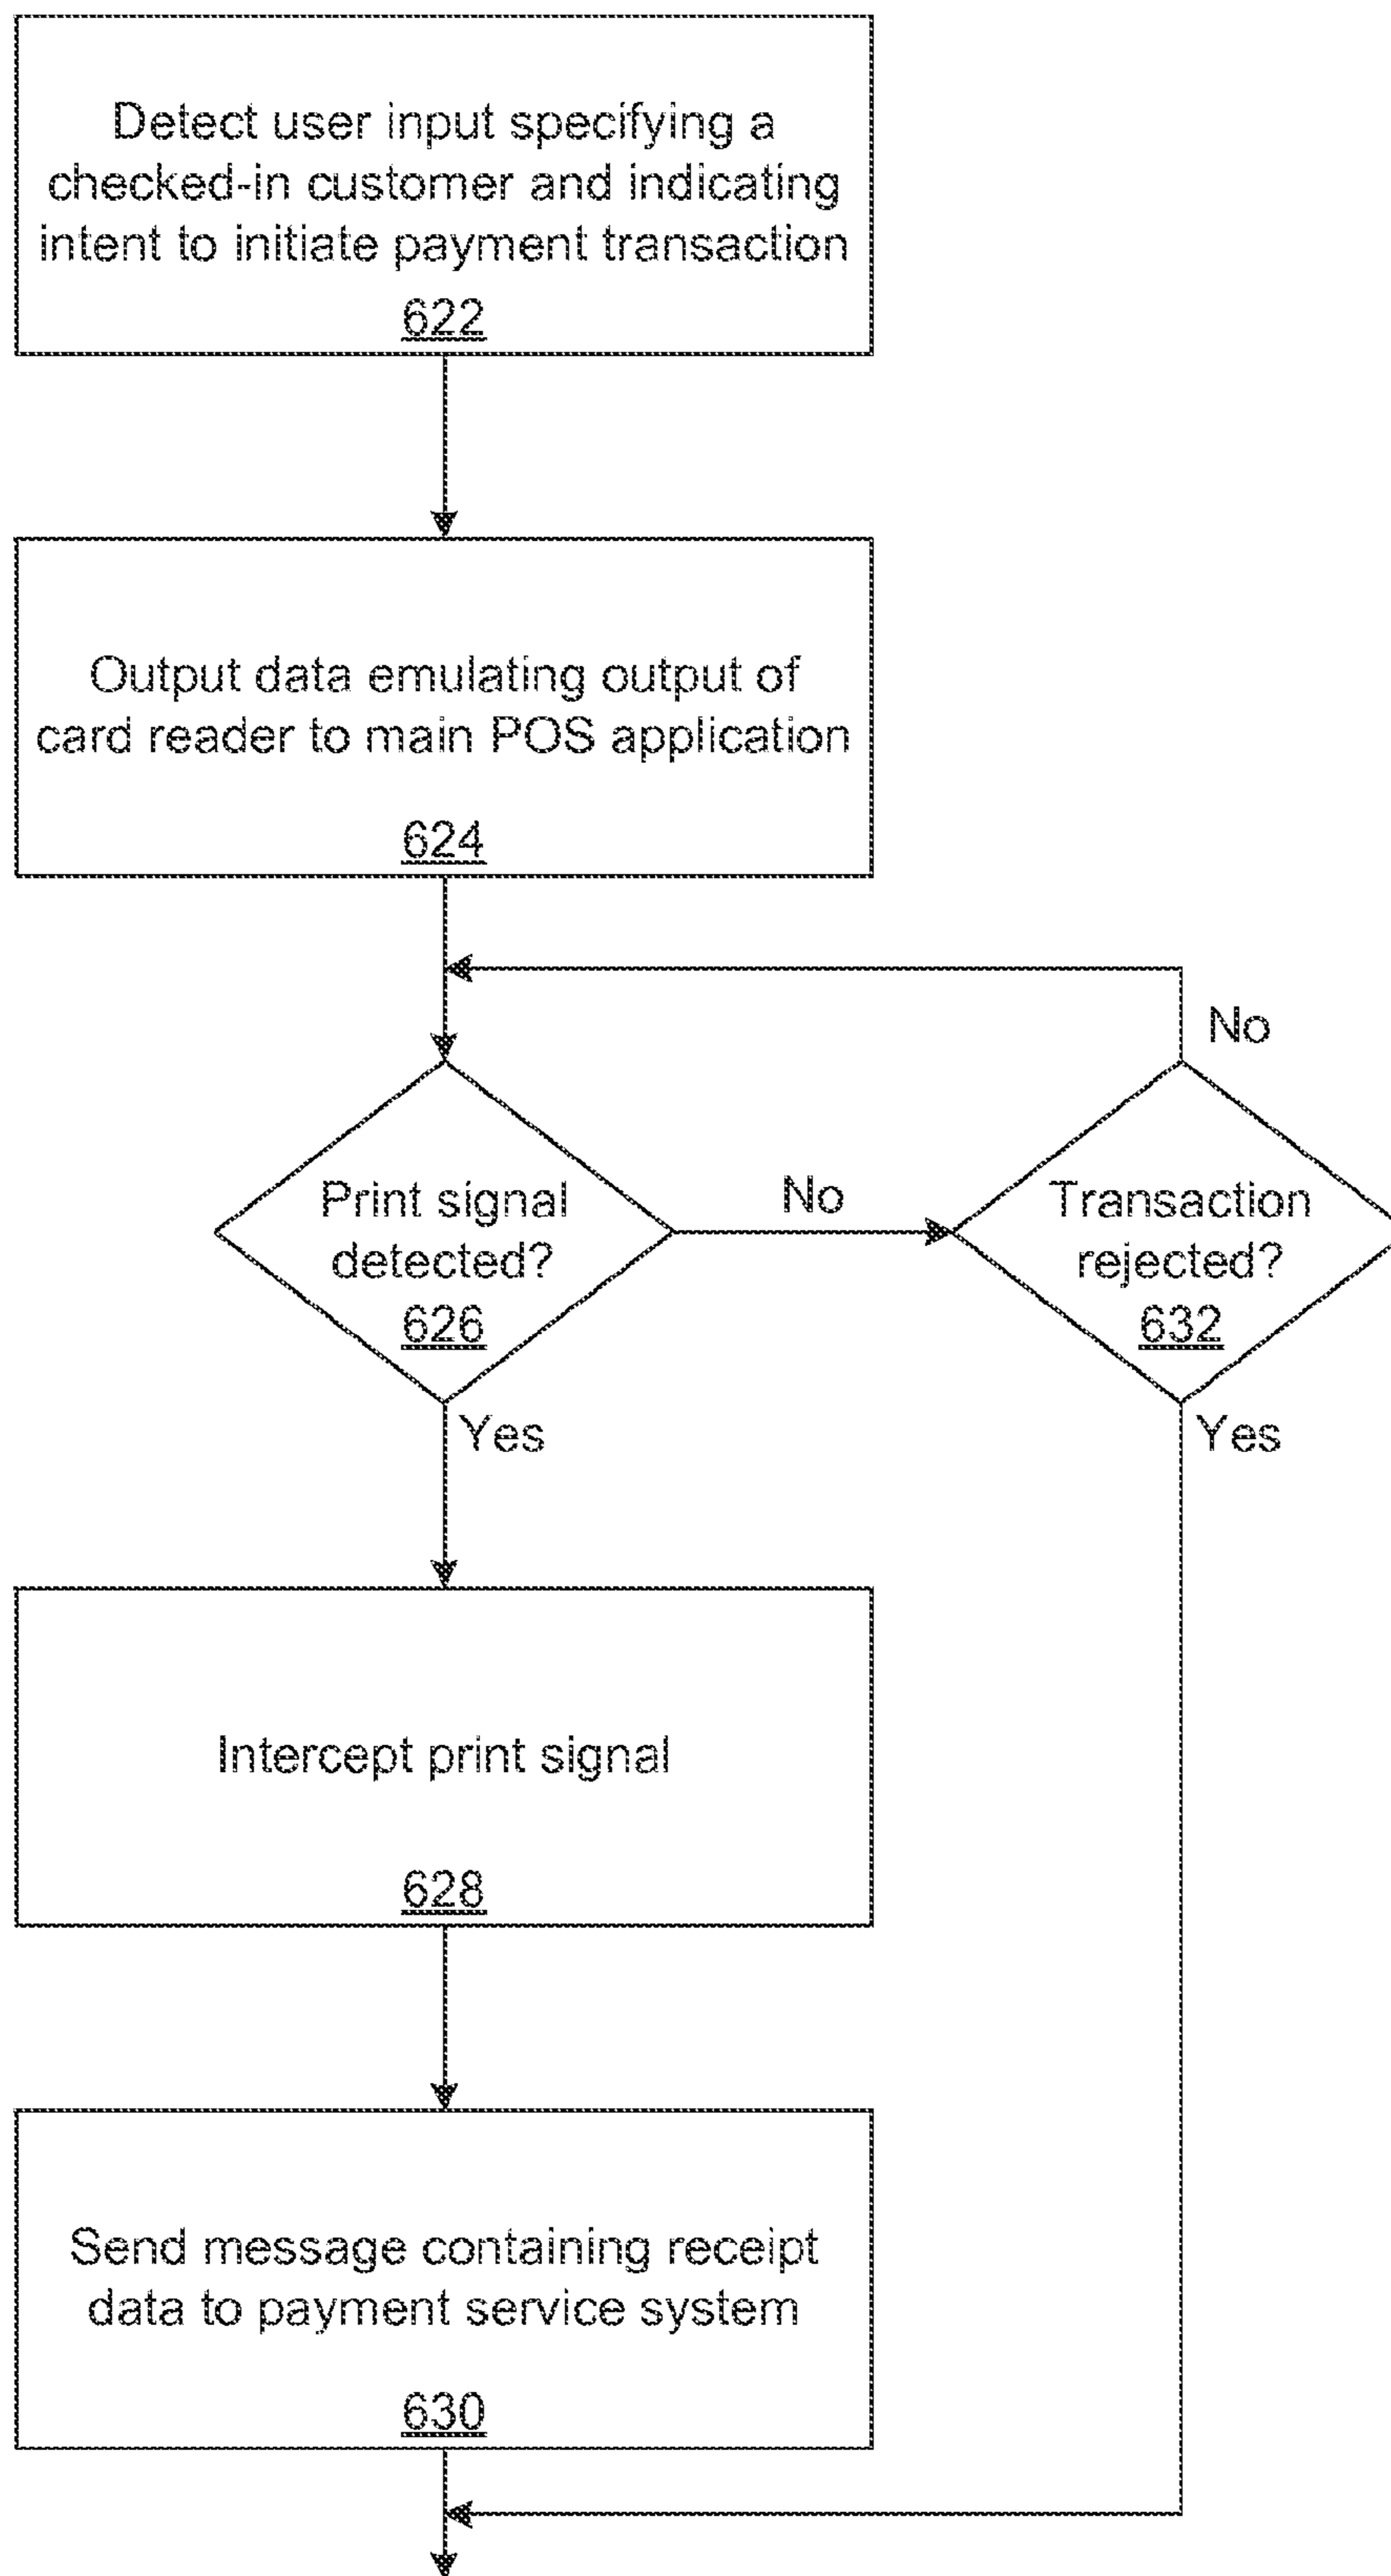 Detect user input specifying a
checked-in customer and indicating
intent to initiate payment transaction
622
Output data emulating output of
card reader to main POS application
624
No
Print signal
detected?
626
No
Transaction
rejected?
632
Yes
Yes
Intercept print signal
628
Send message containing receipt
data to payment service system
630